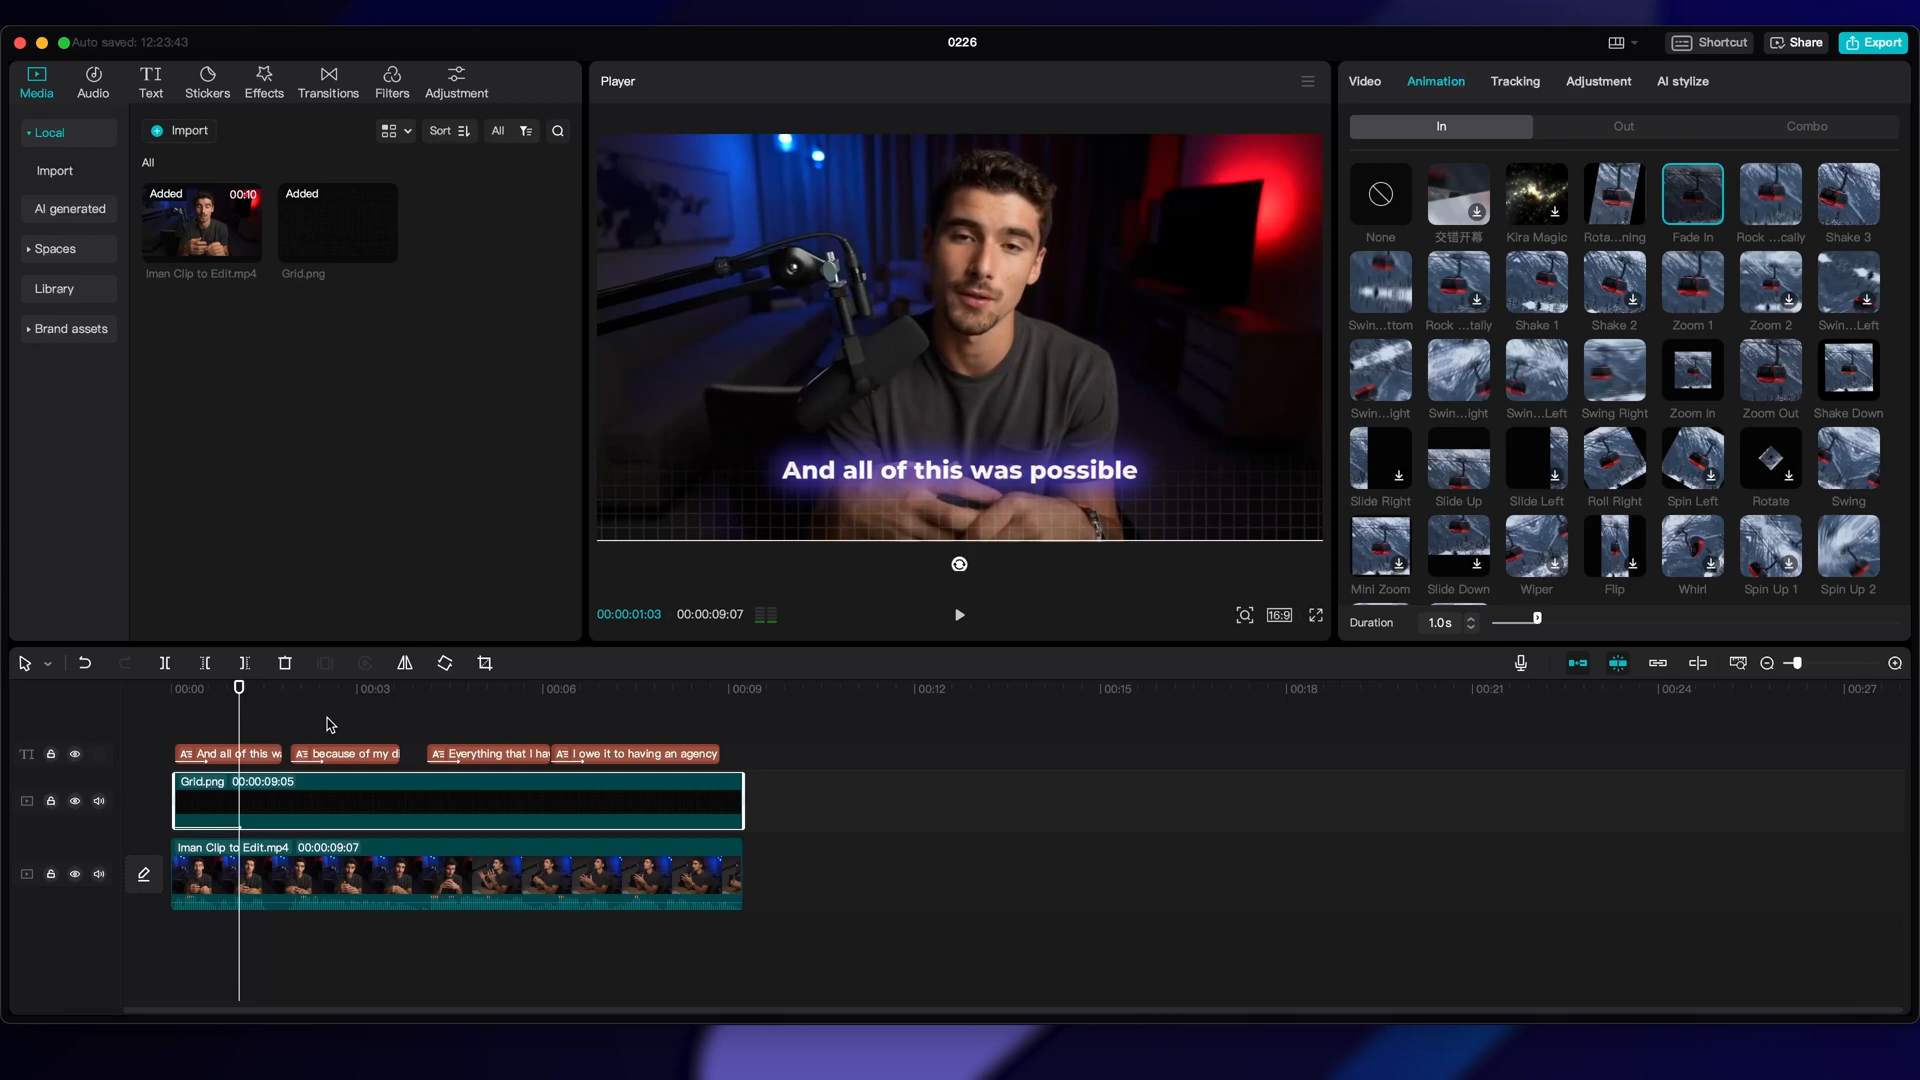 Auto saved: 12:23:43
0226
Shortcut
Share
Export
Media
Audio
TI
Text
Stickers
Effects
Transitions
Filters
Adjustment
Local
Import
AI generated
Spaces
Library
Brand assets
Import
Sort
All
All
Added
00:10
Added
Iman Clip to Edit.mp4
Grid.png
Player
And all of this was possible
00:00:01:03
00:00:09:07
16:9
Video
Animation
Tracking
Adjustment
AI stylize
In
Out
Combo
None
交错开幕
Kira Magic
Rota...ning
Fade In
Rock ...cally
Shake 3
Swin...ttom
Rock ...tally
Shake 1
Shake 2
Zoom 1
Zoom 2
Swin...Left
Swin...ight
Swin...ight
Swin...Left
Swing Right
Zoom In
Zoom Out
Shake Down
Slide Right
Slide Up
Slide Left
Roll Right
Spin Left
Rotate
Swing
Mini Zoom
Slide Down
Wiper
Flip
Whirl
Spin Up 1
Spin Up 2
Duration
1.0s
00:00
00:03
00:06
00:09
00:12
00:15
00:18
00:21
00:24
00:27
TI
And all of this w
because of my d
Everything that I ha
I owe it to having an agency
Grid.png 00:00:09:05
Iman Clip to Edit.mp4 00:00:09:07